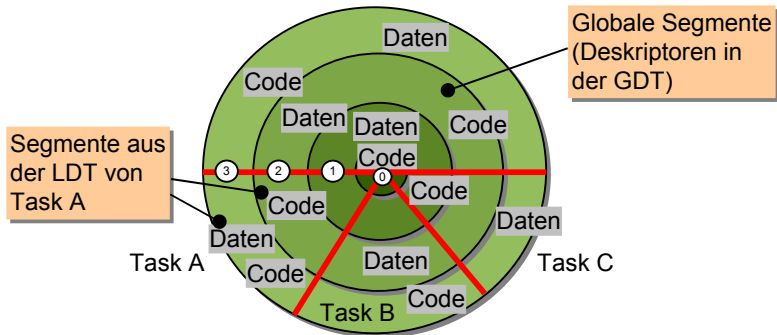 Globale Segmente
(Deskriptoren in
der GDT)
Daten
Code
Daten
Daten
Code
Code
Segmente aus
der LDT von
Task A
3
2
1
0
Code
Code
Daten
Daten
Task A
Code
Daten
Task C
Code
Task B